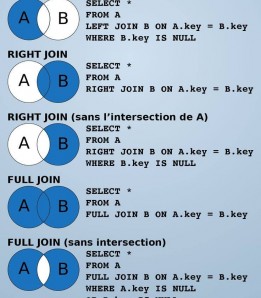 A B
SELECT *
FROM A
LEFT JOIN B ON A.key = B.key
WHERE B.key IS NULL
RIGHT JOIN
A B
SELECT *
FROM A
RIGHT JOIN B ON A.key = B.key
RIGHT JOIN (sans l'intersection de A)
A B
SELECT *
FROM A
RIGHT JOIN B ON A.key = B.key
WHERE B.key IS NULL
FULL JOIN
A B
SELECT *
FROM A
FULL JOIN B ON A.key = B.key
FULL JOIN (sans intersection)
A B
SELECT *
FROM A
FULL JOIN B ON A.key = B.key
WHERE A.key IS NULL